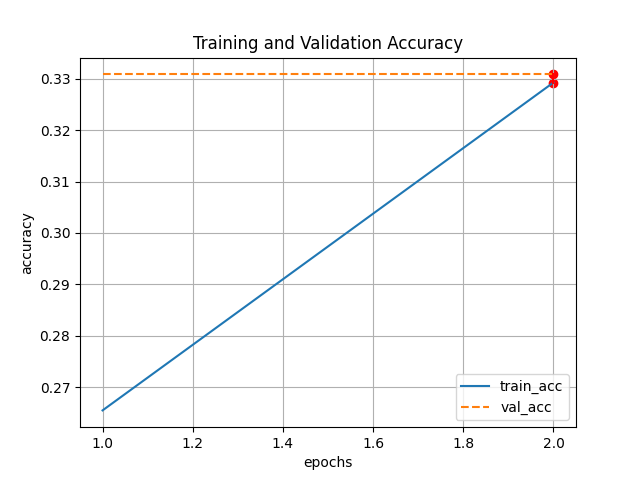 Training and Validation Accuracy
0.33
0.32
0.31
0.30
0.29
0.28
0.27
accuracy
train_acc
val_acc
1.0 1.2 1.4 1.6 1.8 2.0
epochs